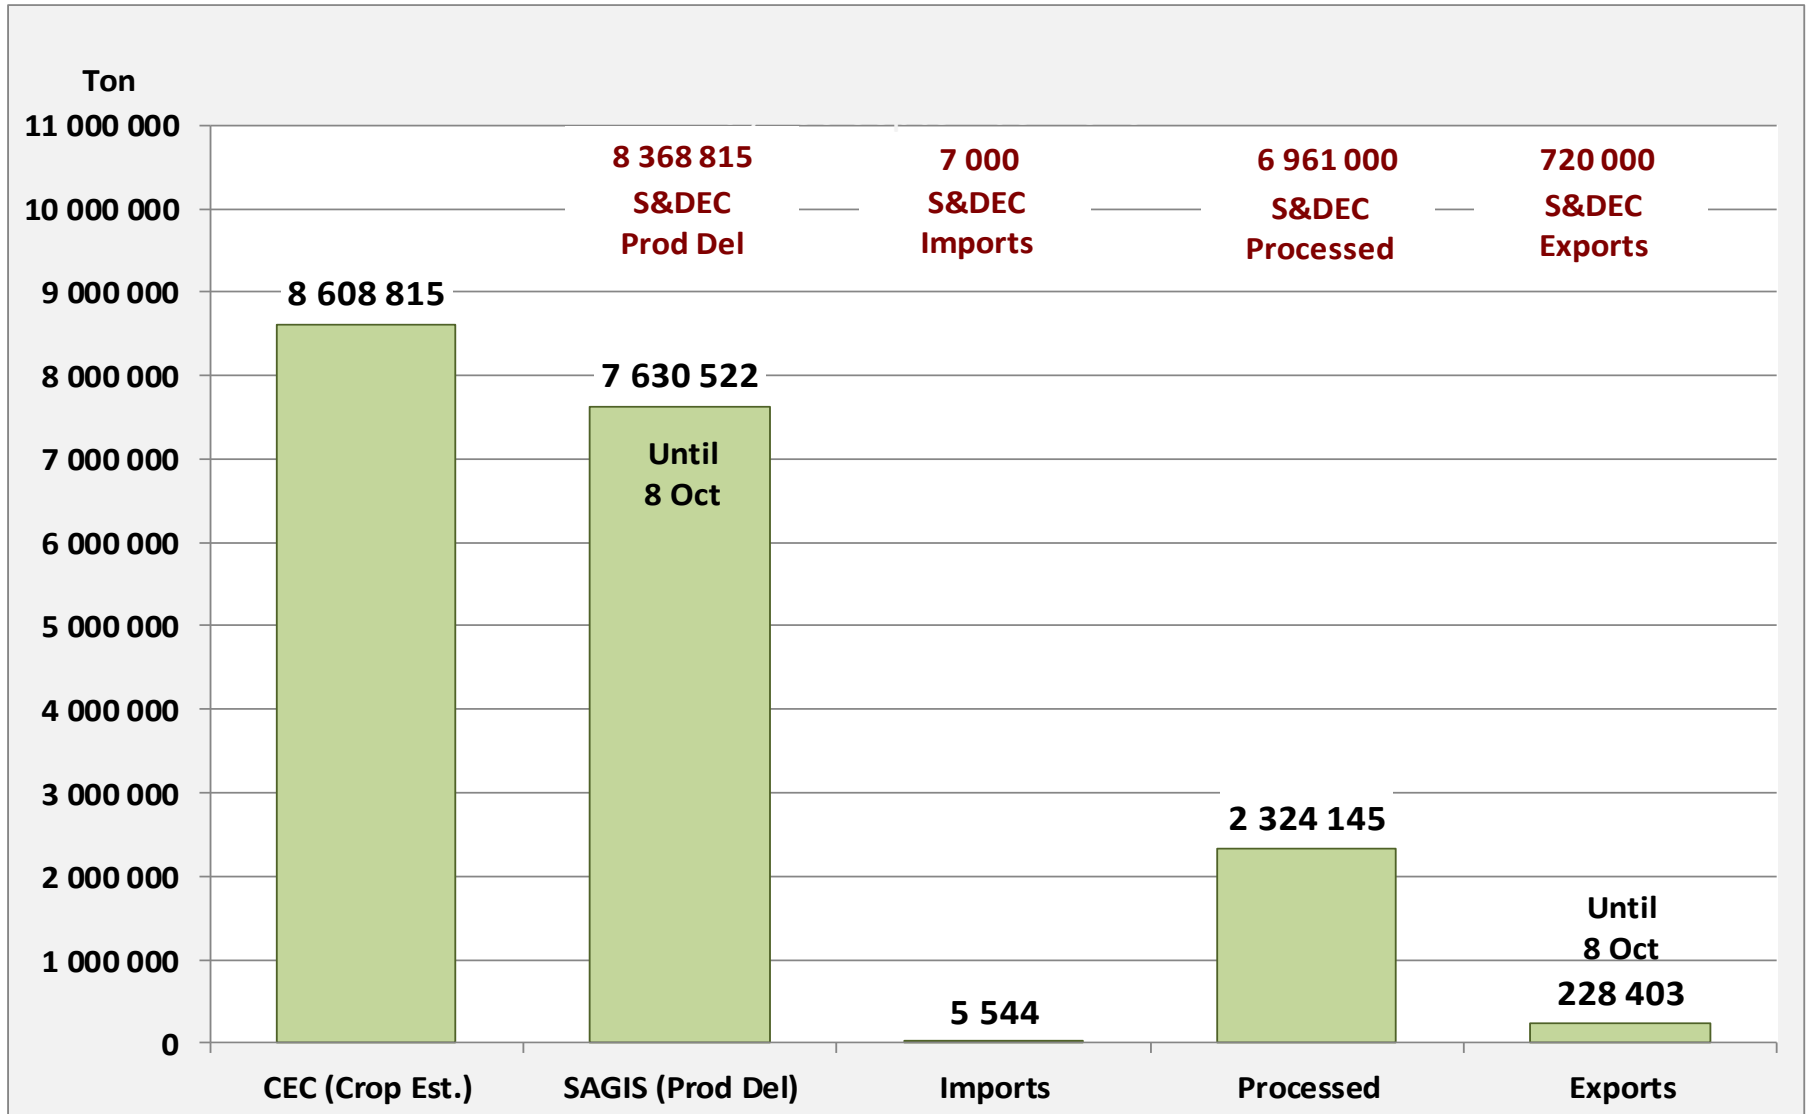 Ton
11 000 000
10 000 000
9 000 000
8 000 000
7 000 000
6 000 000
5 000 000
4 000 000
3 000 000
2 000 000
1 000 000
0
8 368 815
S&DEC
Prod Del
7 000
S&DEC
Imports
6 961 000
S&DEC
Processed
720 000
S&DEC
Exports
8 608 815
7 630 522
Until
8 Oct
5 544
2 324 145
Until
8 Oct
228 403
CEC (Crop Est.)
SAGIS (Prod Del)
Imports
Processed
Exports